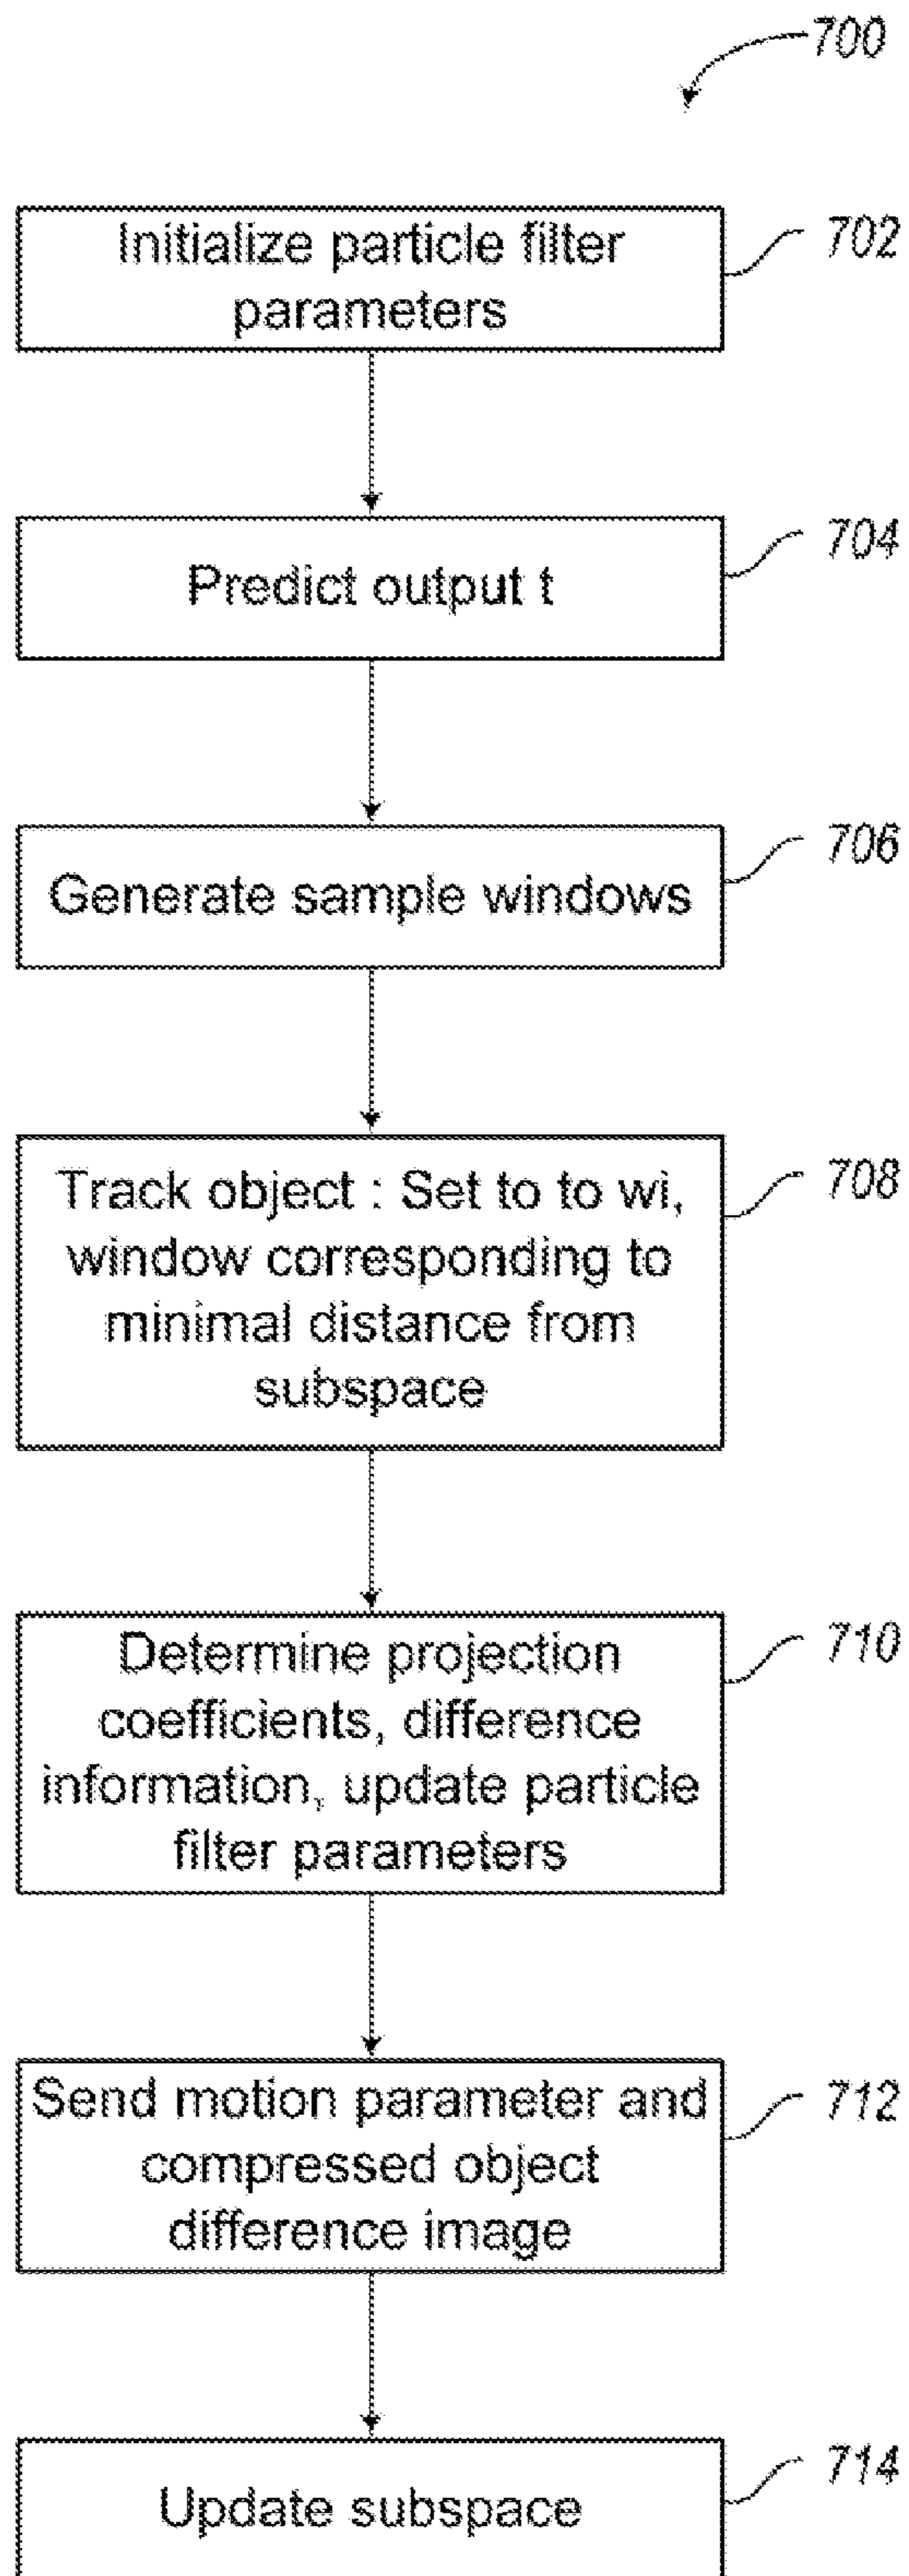 700
Initialize particle filter
parameters
702
Predict output t
704
Generate sample windows
706
Track object : Set to to wi,
window corresponding to
minimal distance from
subspace
708
Determine projection
coefficients, difference
information, update particle
filter parameters
710
Send motion parameter and
compressed object
difference image
712
Update subspace
714